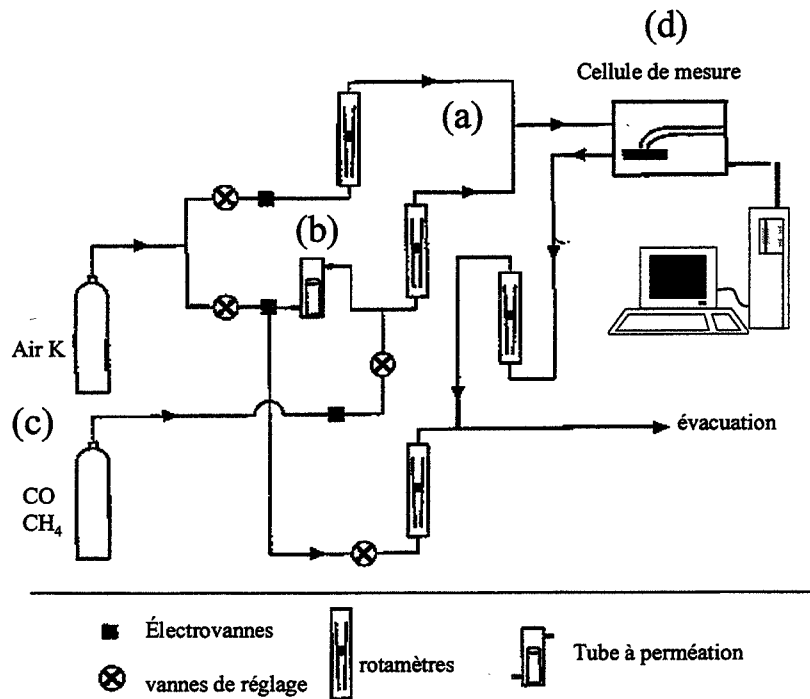 (d)
Cellule de mesure
(a)
(b)
Air K
(c)
évacuation
CO
CH₄
Électrovannes
rotamètres
Tube à perméation
vannes de réglage